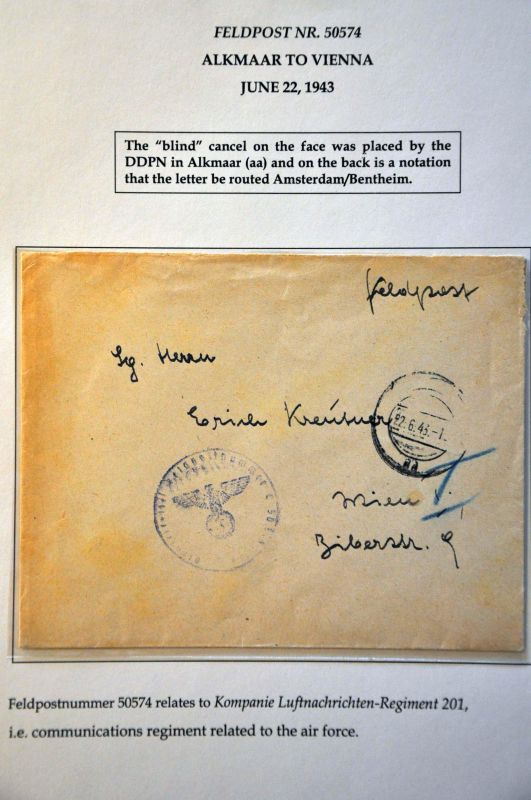 FELDPOST NR. 50574
ALKMAAR TO VIENNA
JUNE 22, 1943
The “blind” cancel on the face was placed by the
DDPN in Alkmaar (aa) and on the back is a notation
that the letter be routed Amsterdam/Bentheim.
Feldpost
Sg. Herrn
Erich Kreutner
22.6.43.-1.
aa
Wien I,
Biberstr. 9
Feldpostnummer 50574 relates to Kompanie Luftnachrichten-Regiment 201,
i.e. communications regiment related to the air force.